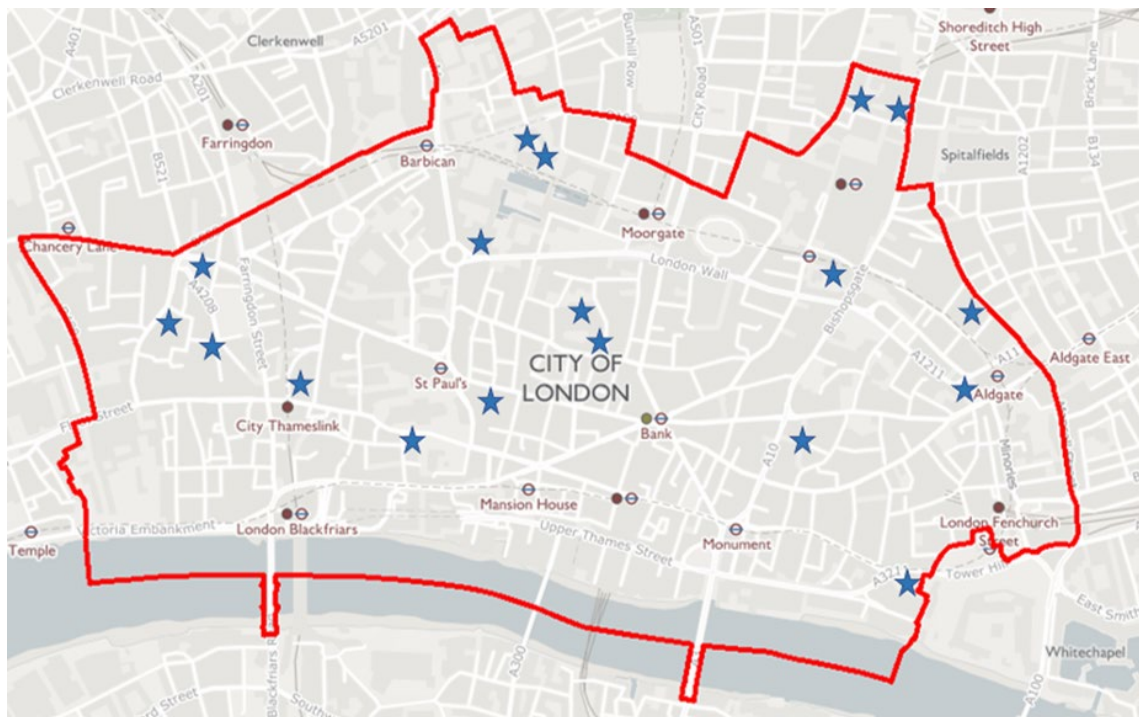 Shoreditch High
Street
Clerkenwell
A5201
A401
Bunhill Row
A501
City Road
Brick Lane
Clerkenwell Road
A201
Farringdon
B521
Barbican
Spitalfields
A1202
B134
Moorgate
Chancery Lane
London Wall
A4208
Farringdon Street
Bishopsgate
A11
Aldgate East
A1211
CITY OF
LONDON
St Paul's
Aldgate
Street
City Thameslink
Bank
A10
Minories
Mansion House
London Blackfriars
Victoria Embankment
Temple
Upper Thames Street
Monument
London Fenchurch
Street
A3211
Tower Hill
East Smith
Whitechapel
A300
A100
Blackfriars R
Southw
rd Street